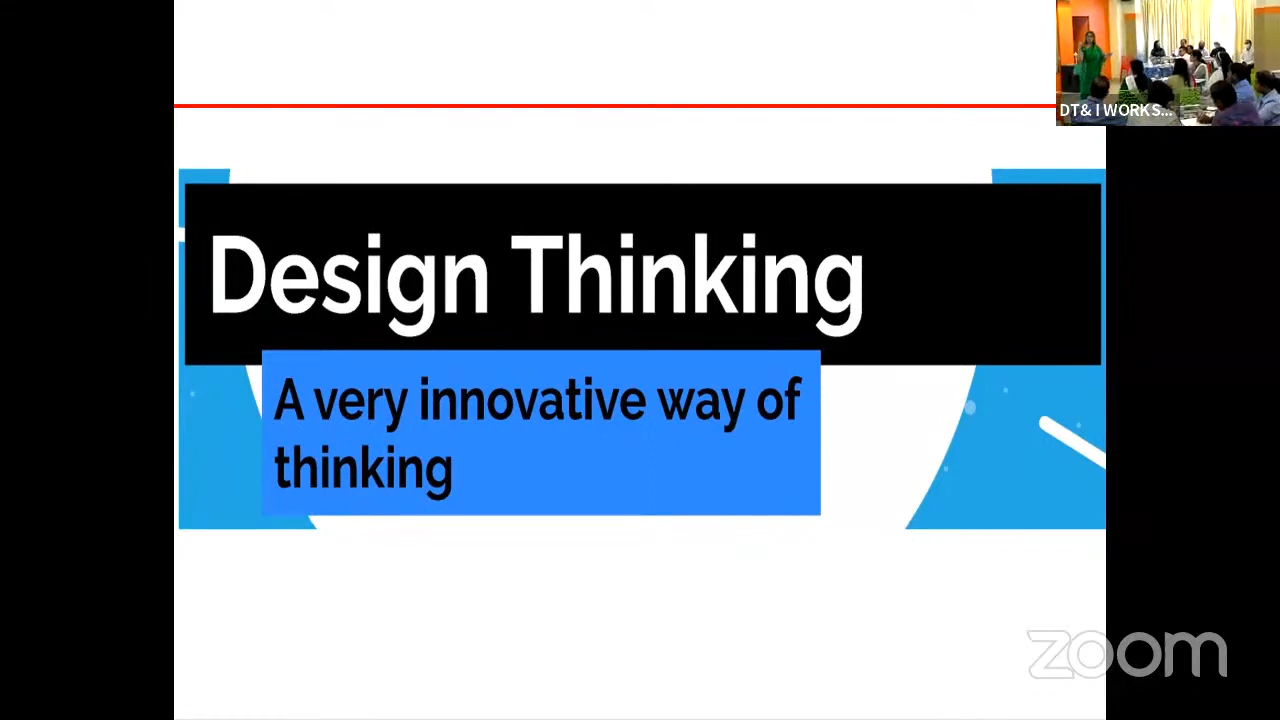 DT& I WORKS...
Design Thinking
A very innovative way of
thinking
zoom